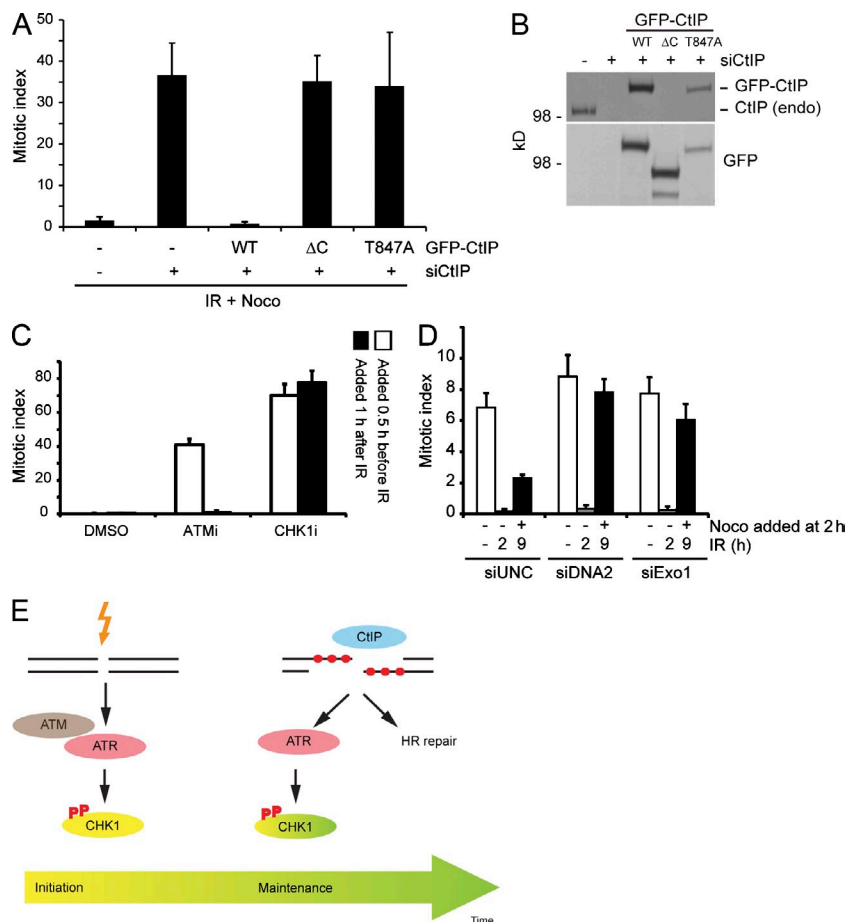 A
Mitotic index
50
40
30
20
10
0
- - WT ΔC T847A GFP-CtIP
- + + + + siCtIP
IR + Noco
B
GFP-CtIP
WT ΔC T847A
- + + + + siCtIP
GFP-CtIP
CtIP (endo)
98 -
98 -
kD
GFP
C
Mitotic index
80
60
40
20
0
DMSO ATMi CHK1i
Added 0.5 h before IR
Added 1 h after IR
D
Mitotic index
10
8
6
4
2
0
- - + - - + - - + Noco added at 2h
- 2 9 - 2 9 - 2 9 IR (h)
siUNC siDNA2 siExo1
E
CtIP
ATM
ATR
ATR
HR repair
PP
CHK1
PP
CHK1
Initiation Maintenance
Time